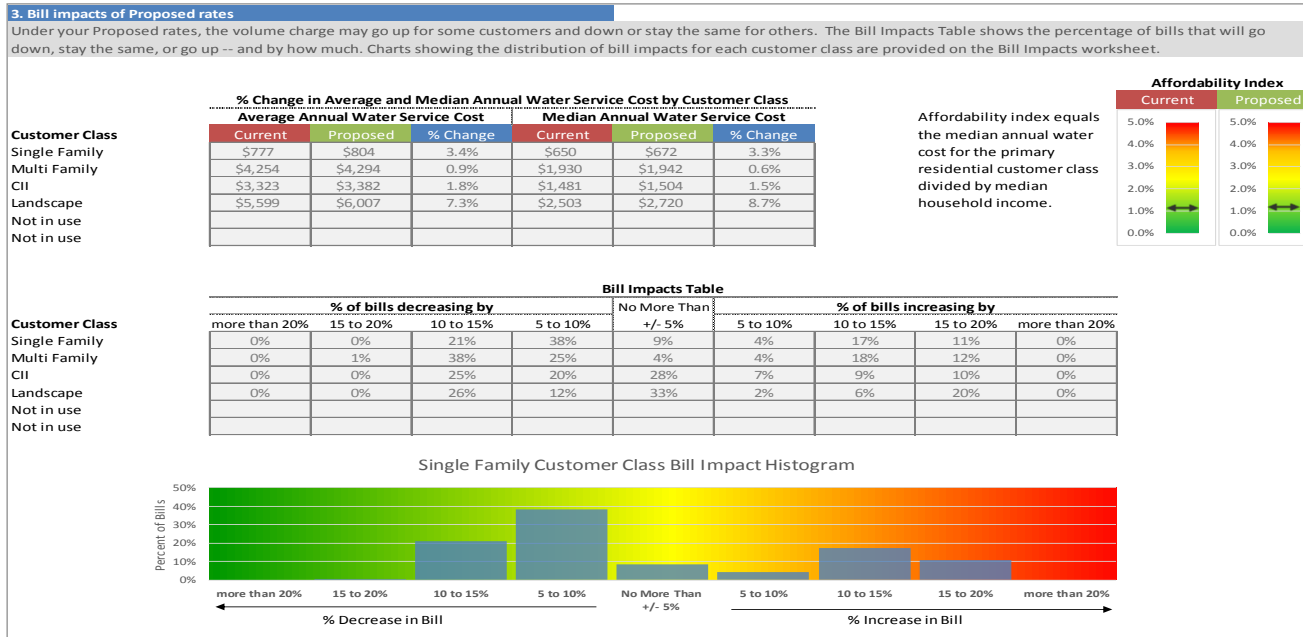 3. Bill impacts of Proposed rates
Under your Proposed rates, the volume charge may go up for some customers and down or stay the same for others. The Bill Impacts Table shows the percentage of bills that will go
down, stay the same, or go up -- and by how much. Charts showing the distribution of bill impacts for each customer class are provided on the Bill Impacts worksheet.
% Change in Average and Median Annual Water Service Cost by Customer Class
Average Annual Water Service Cost Median Annual Water Service Cost
Customer Class Current Proposed % Change Current Proposed % Change
Single Family $777 $804 3.4% $650 $672 3.3%
Multi Family $4,254 $4,294 0.9% $1,930 $1,942 0.6%
CII $3,323 $3,382 1.8% $1,481 $1,504 1.5%
Landscape $5,599 $6,007 7.3% $2,503 $2,720 8.7%
Not in use
Not in use
Affordability index equals
the median annual water
cost for the primary
residential customer class
divided by median
household income.
Affordability Index
Current Proposed
5.0% 5.0%
4.0% 4.0%
3.0% 3.0%
2.0% 2.0%
1.0% 1.0%
0.0% 0.0%
Bill Impacts Table
% of bills decreasing by No More Than % of bills increasing by
Customer Class more than 20% 15 to 20% 10 to 15% 5 to 10% +/- 5% 5 to 10% 10 to 15% 15 to 20% more than 20%
Single Family 0% 0% 21% 38% 9% 4% 17% 11% 0%
Multi Family 0% 1% 38% 25% 4% 4% 18% 12% 0%
CII 0% 0% 25% 20% 28% 7% 9% 10% 0%
Landscape 0% 0% 26% 12% 33% 2% 6% 20% 0%
Not in use
Not in use
Single Family Customer Class Bill Impact Histogram
Percent of Bills
50%
40%
30%
20%
10%
0%
more than 20% 15 to 20% 10 to 15% 5 to 10% No More Than 5 to 10% 10 to 15% 15 to 20% more than 20%
+/- 5%
% Decrease in Bill % Increase in Bill